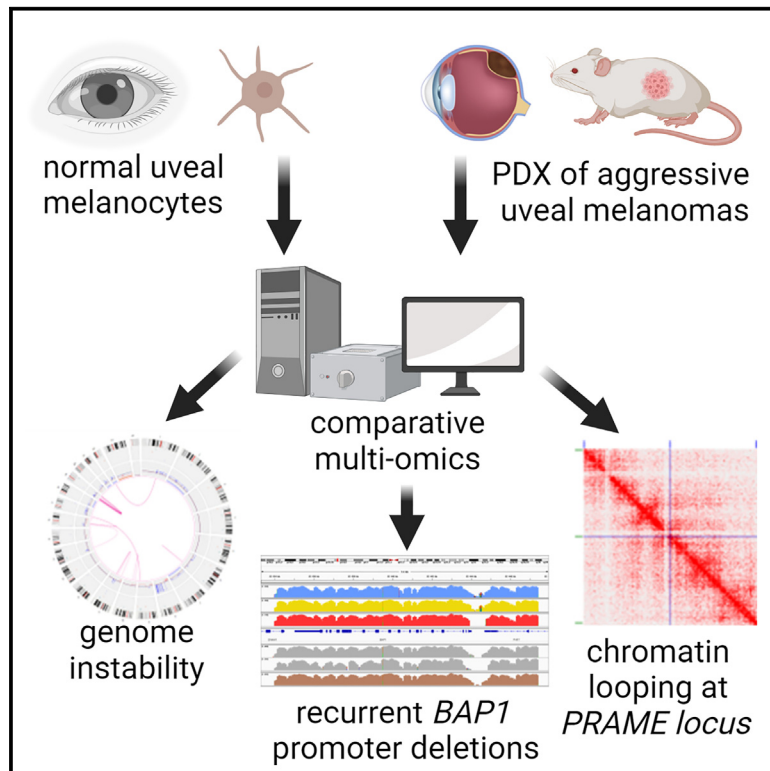 normal uveal
melanocytes
PDX of aggressive
uveal melanomas
comparative
multi-omics
genome
instability
recurrent BAP1
promoter deletions
chromatin
looping at
PRAME locus